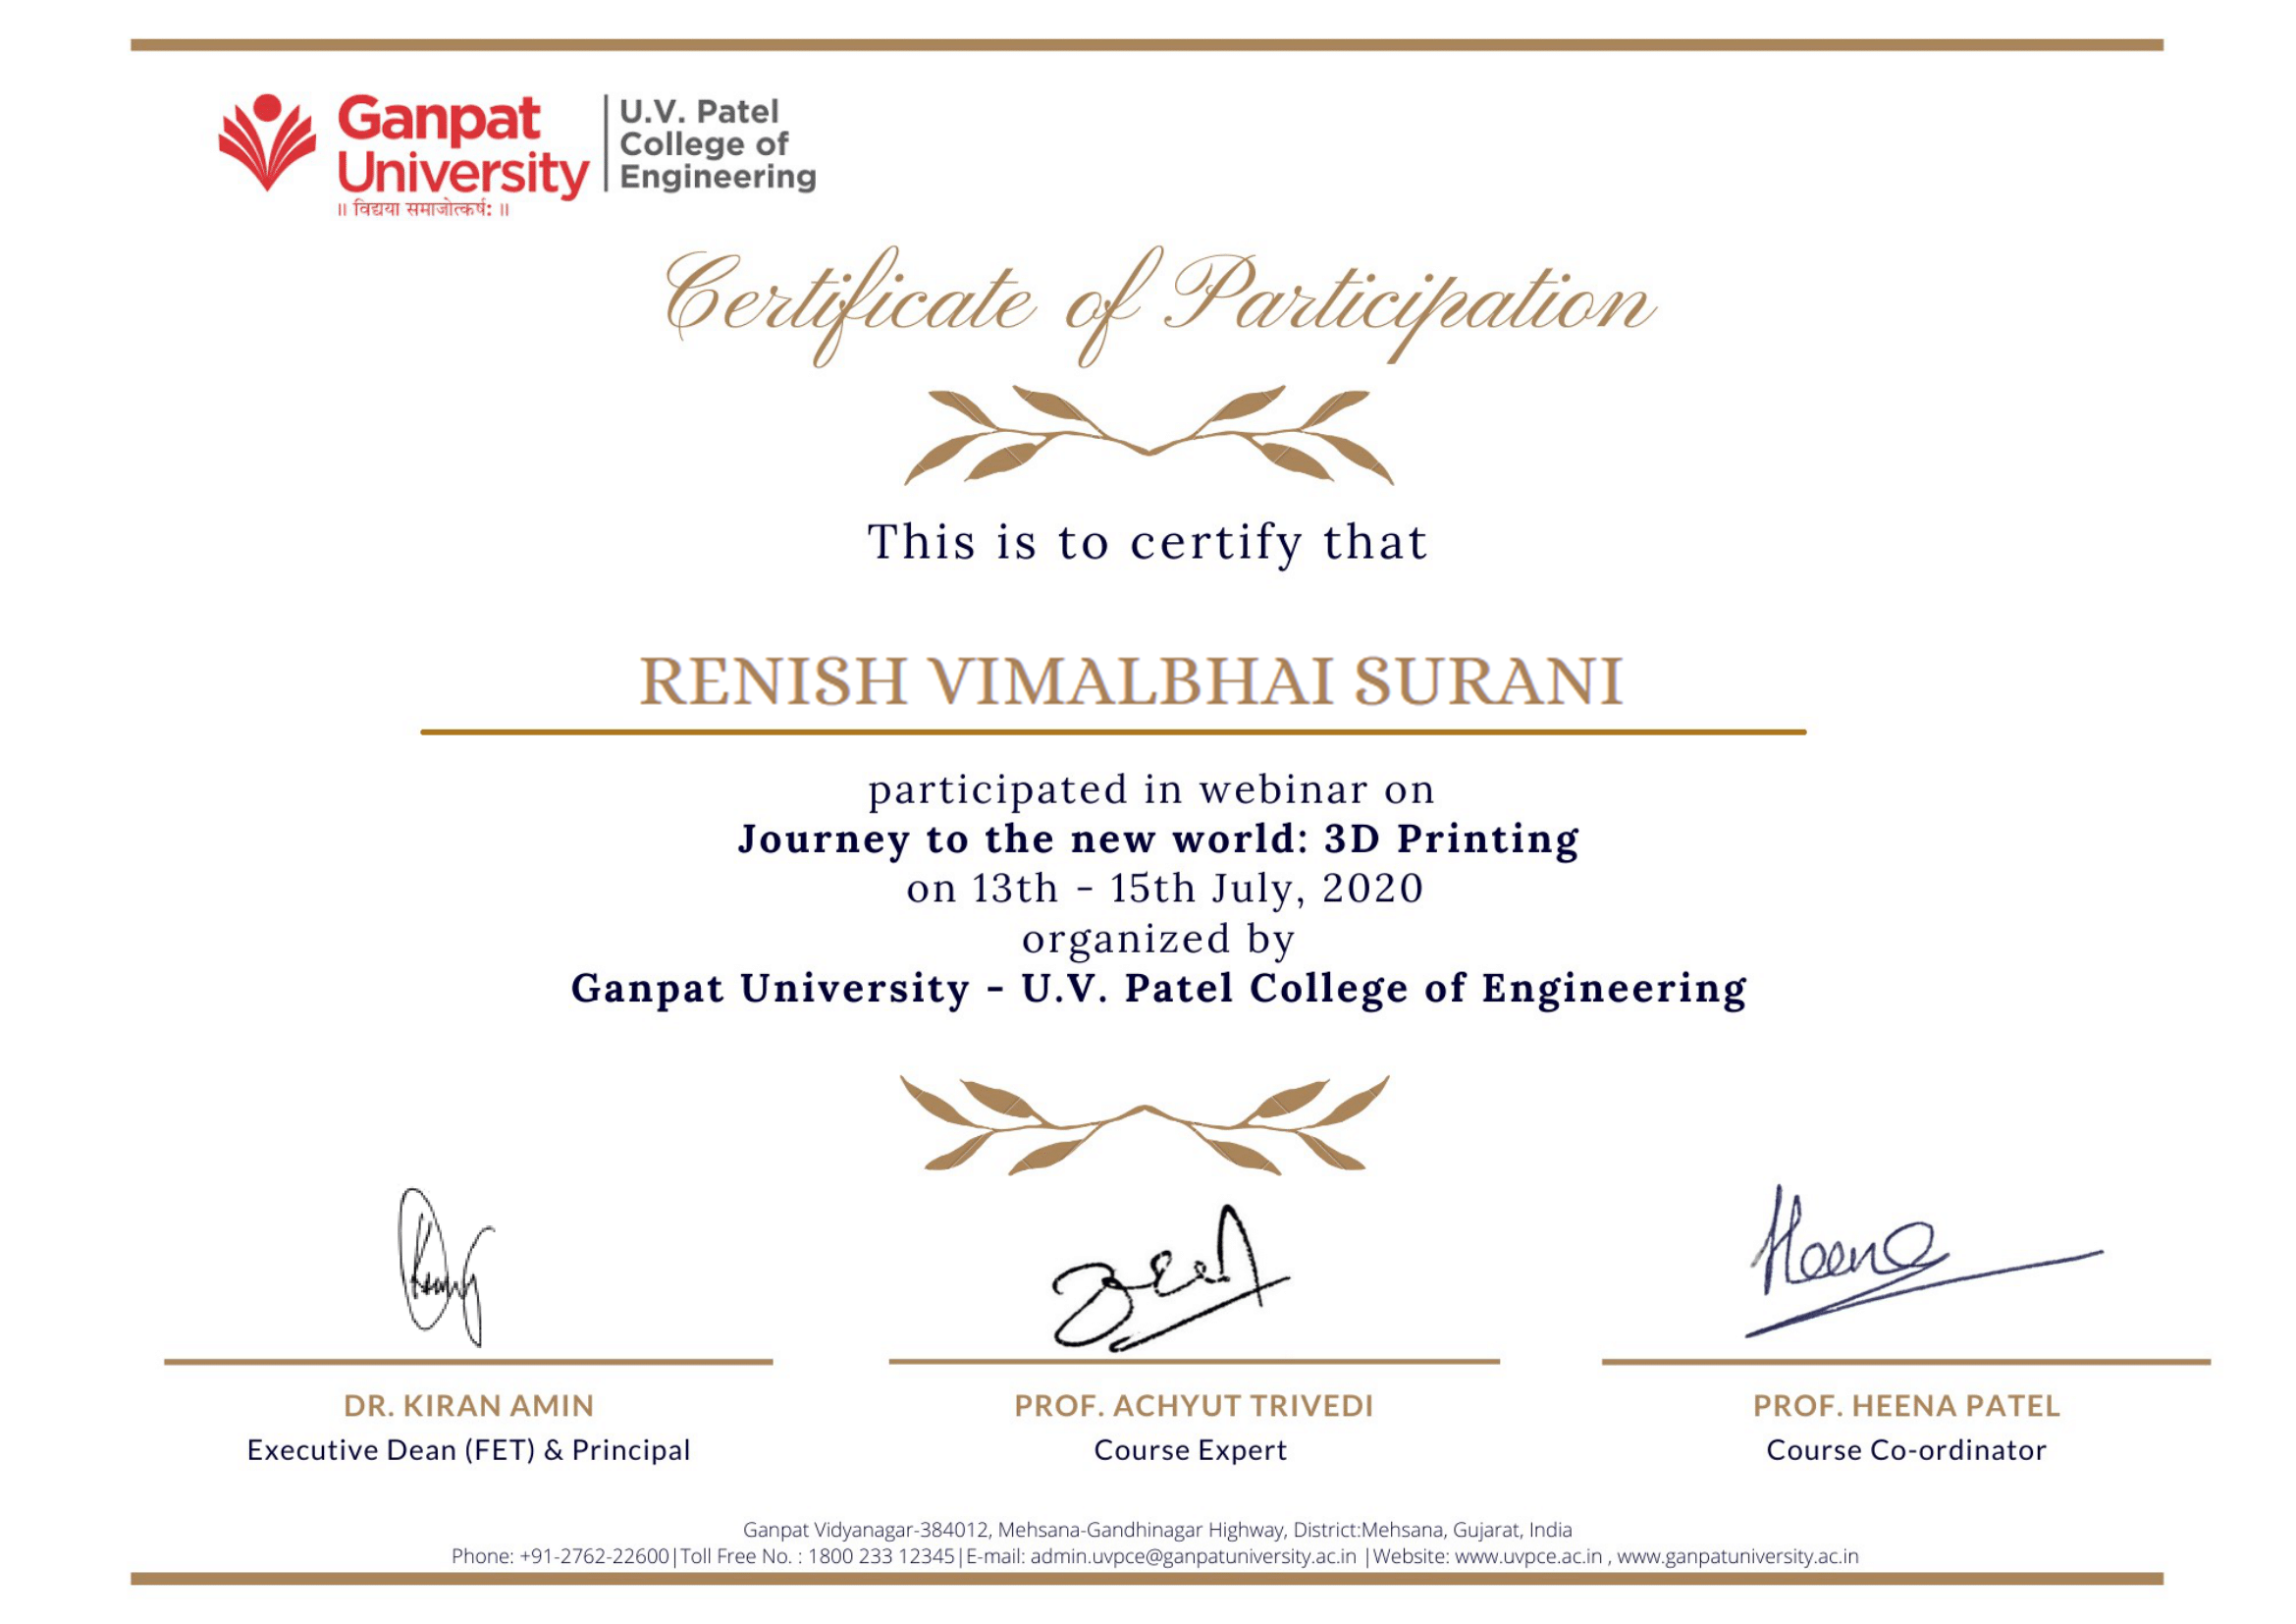 Ganpat
University
॥ विद्यया समाजोत्कर्ष: ॥
U.V. Patel
College of
Engineering
Certificate of Participation
This is to certify that
RENISH VIMALBHAI SURANI
participated in webinar on
Journey to the new world: 3D Printing
on 13th - 15th July, 2020
organized by
Ganpat University - U.V. Patel College of Engineering
Heena
DR. KIRAN AMIN
Executive Dean (FET) & Principal
PROF. ACHYUT TRIVEDI
Course Expert
PROF. HEENA PATEL
Course Co-ordinator
Ganpat Vidyanagar-384012, Mehsana-Gandhinagar Highway, District:Mehsana, Gujarat, India
Phone: +91-2762-22600|Toll Free No. : 1800 233 12345|E-mail: admin.uvpce@ganpatuniversity.ac.in |Website: www.uvpce.ac.in , www.ganpatuniversity.ac.in